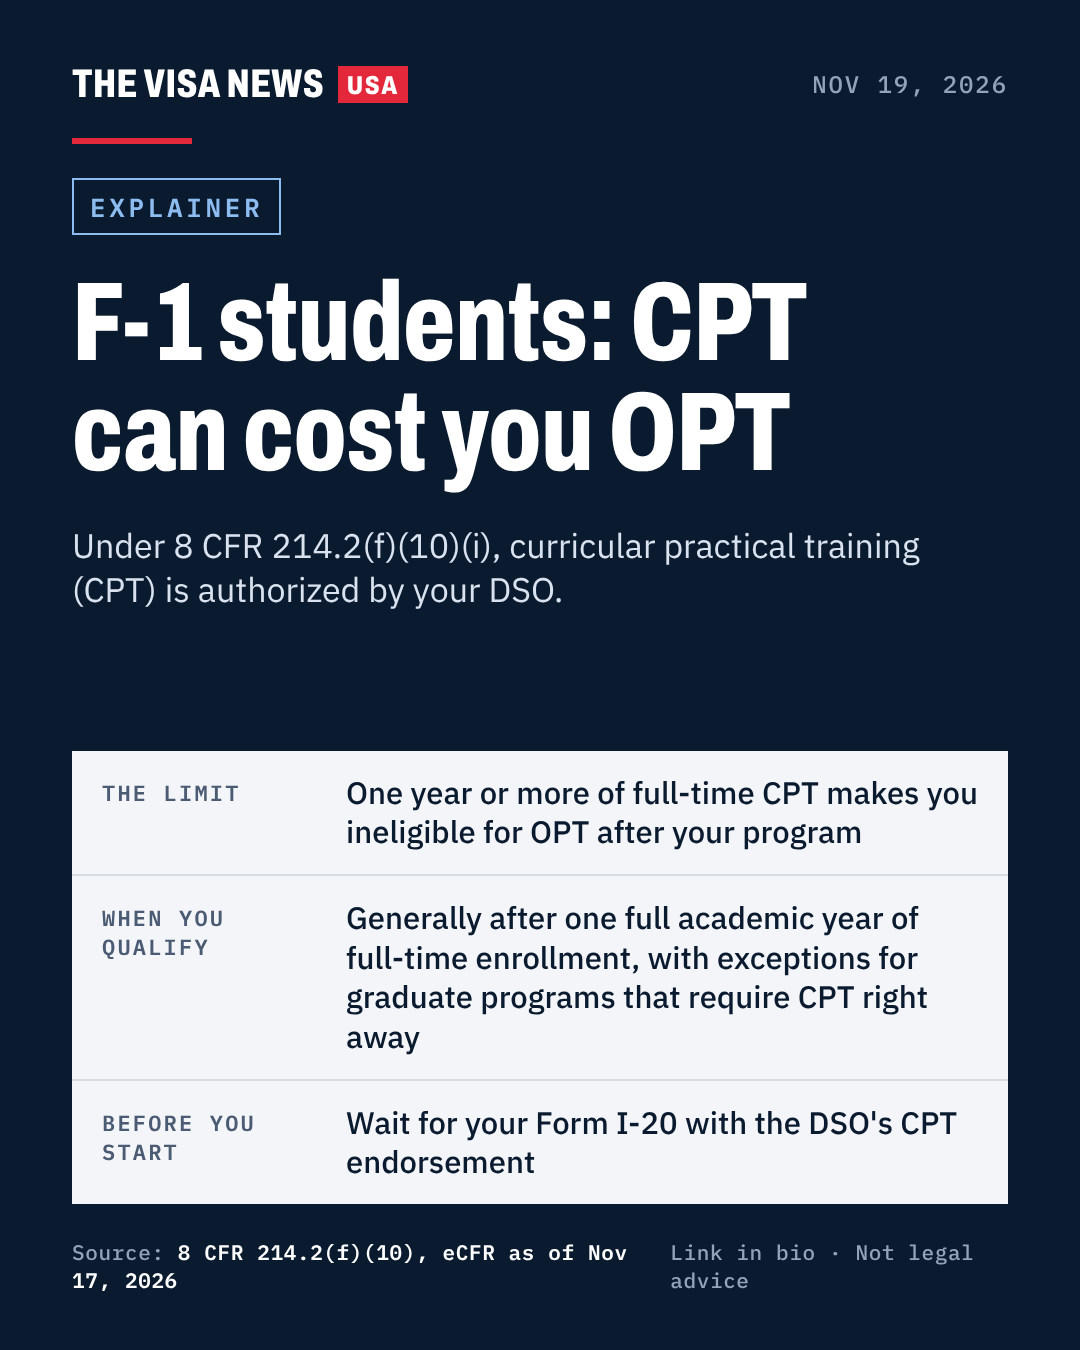 THE VISA NEWS USA
NOV 19, 2026
EXPLAINER
F-1 students: CPT
can cost you OPT
Under 8 CFR 214.2(f)(10)(i), curricular practical training
(CPT) is authorized by your DSO.
THE LIMIT
One year or more of full-time CPT makes you
ineligible for OPT after your program
WHEN YOU
QUALIFY
Generally after one full academic year of
full-time enrollment, with exceptions for
graduate programs that require CPT right
away
BEFORE YOU
START
Wait for your Form I-20 with the DSO's CPT
endorsement
Source: 8 CFR 214.2(f)(10), eCFR as of Nov
17, 2026
Link in bio · Not legal
advice